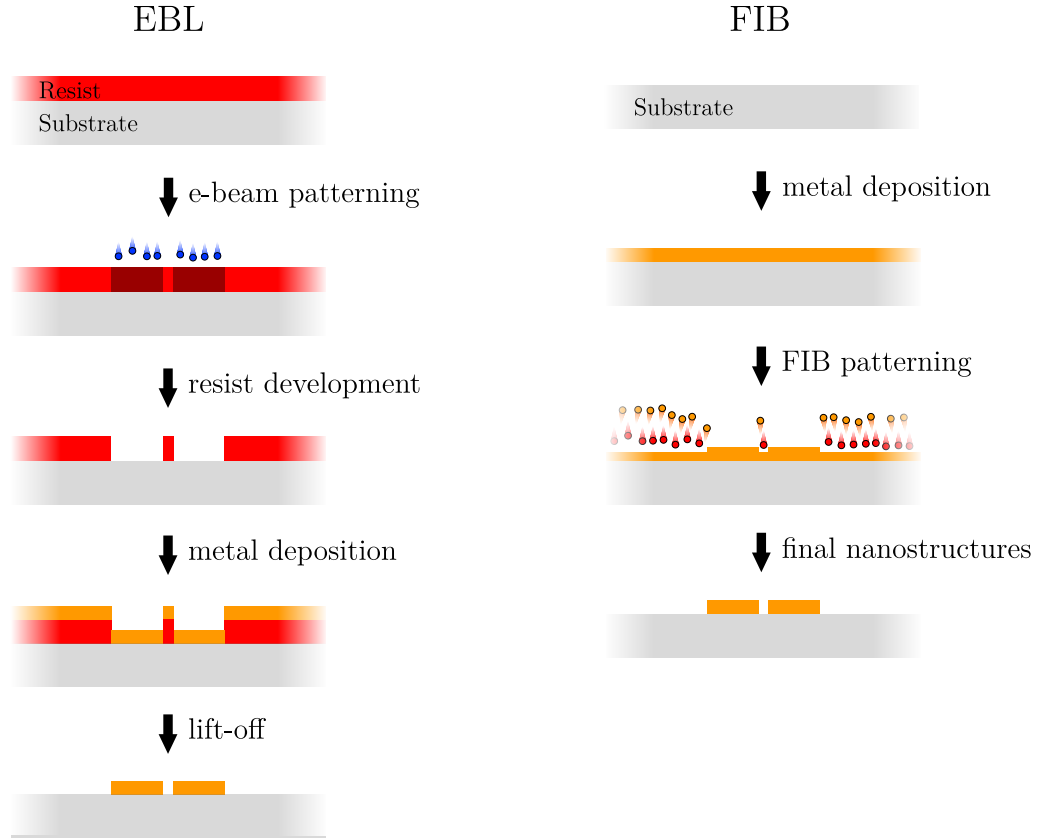 EBL
Resist
Substrate
e-beam patterning
resist development
metal deposition
lift-off
FIB
Substrate
metal deposition
FIB patterning
final nanostructures